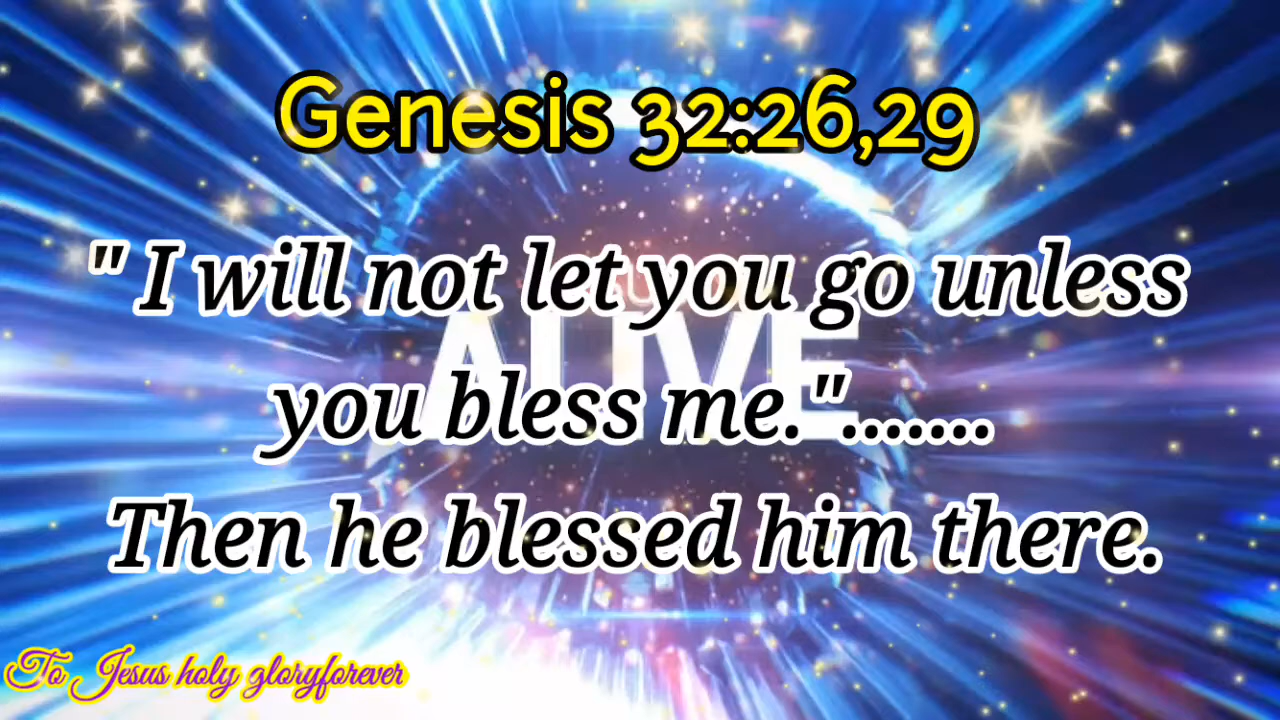 Genesis 32:26,29
" I will not let you go unless
ALIVE
you bless me.".......
Then he blessed him there.
To Jesus holy gloryforever